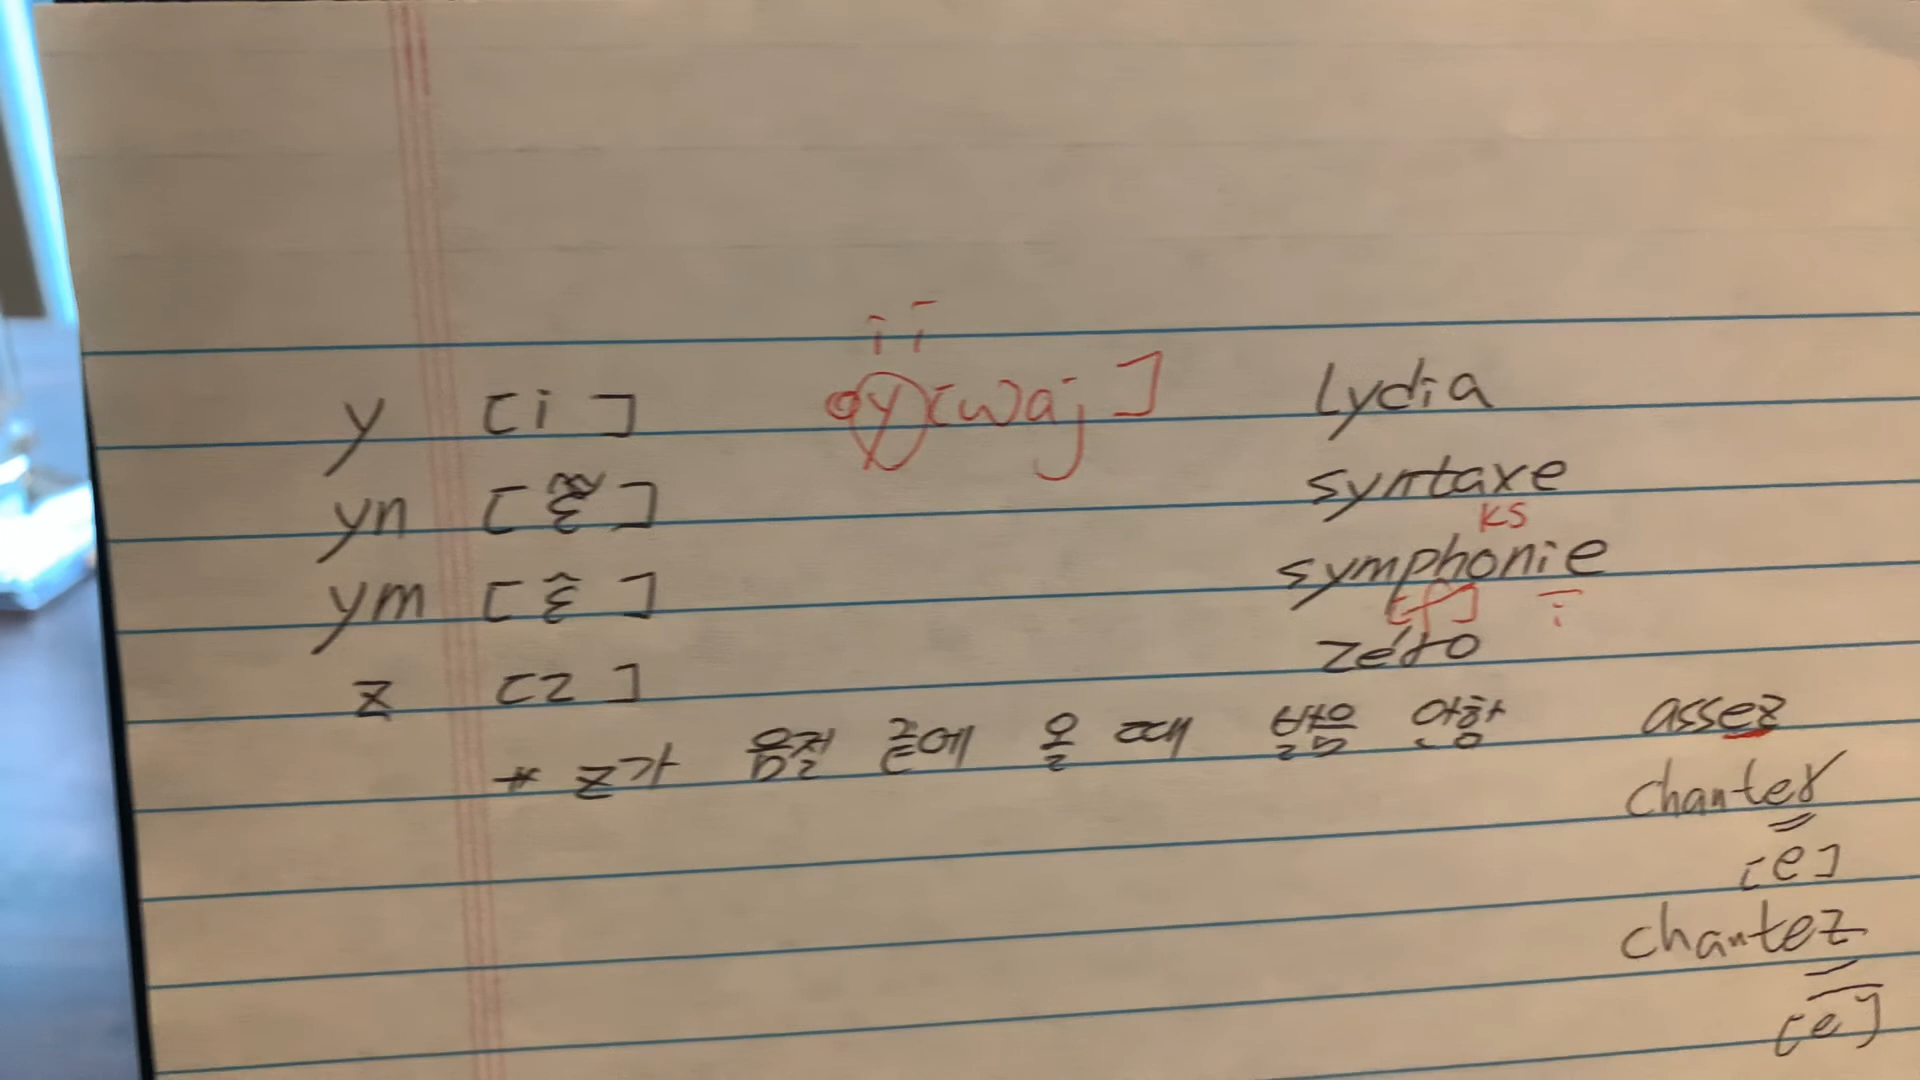 i i
y [i] oy [waj] Lydia
yn [ɛ̃] syntaxe
ks
ym [ɛ̃] symphonie
[f] i
z [z] zéro
* z가 음절 끝에 올 때 발음 안함 assez
chanter
[e]
chantez
[e]